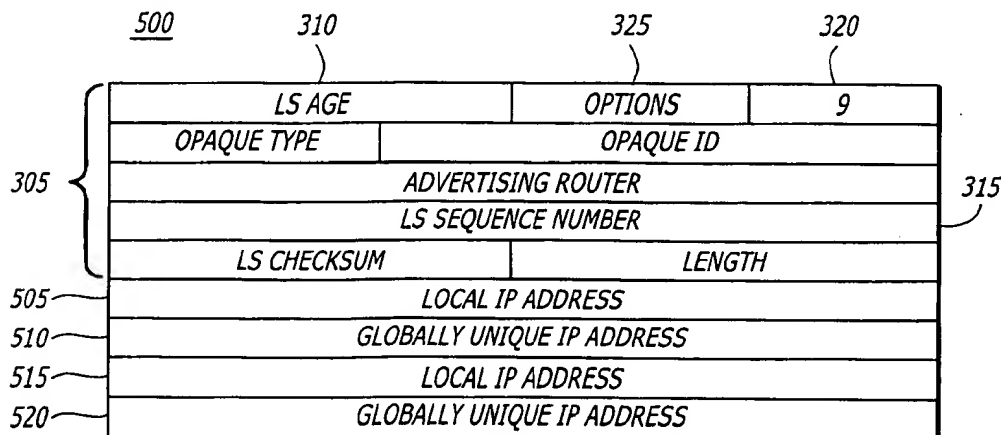 500 310 325 320
LS AGE OPTIONS 9
OPAQUE TYPE OPAQUE ID
305 ADVERTISING ROUTER 315
LS SEQUENCE NUMBER
LS CHECKSUM LENGTH
505 LOCAL IP ADDRESS
510 GLOBALLY UNIQUE IP ADDRESS
515 LOCAL IP ADDRESS
520 GLOBALLY UNIQUE IP ADDRESS